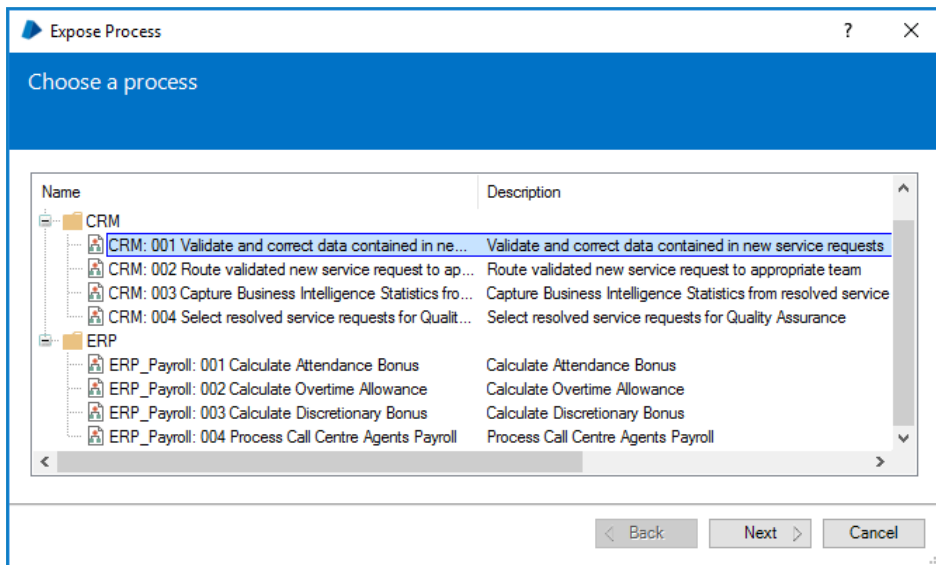 Expose Process
?
Choose a process
Name Description
CRM
CRM: 001 Validate and correct data contained in ne... Validate and correct data contained in new service requests
CRM: 002 Route validated new service request to ap... Route validated new service request to appropriate team
CRM: 003 Capture Business Intelligence Statistics fro... Capture Business Intelligence Statistics from resolved service
CRM: 004 Select resolved service requests for Qualit... Select resolved service requests for Quality Assurance
ERP
ERP_Payroll: 001 Calculate Attendance Bonus Calculate Attendance Bonus
ERP_Payroll: 002 Calculate Overtime Allowance Calculate Overtime Allowance
ERP_Payroll: 003 Calculate Discretionary Bonus Calculate Discretionary Bonus
ERP_Payroll: 004 Process Call Centre Agents Payroll Process Call Centre Agents Payroll
Back Next Cancel